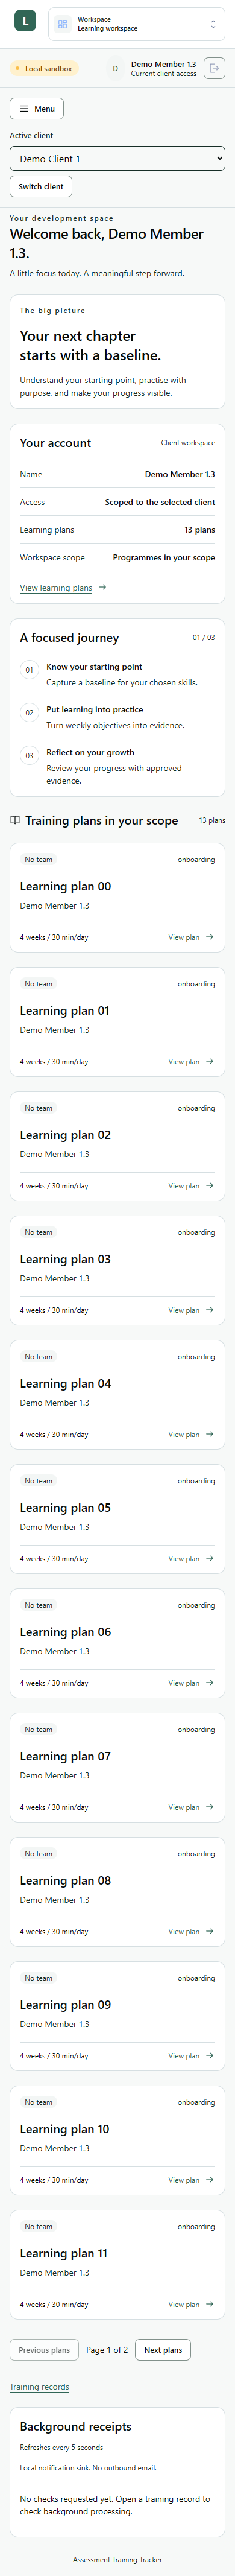 L
Workspace
Learning workspace
Local sandbox
D
Demo Member 1.3
Current client access
Menu
Active client
Demo Client 1
Switch client
Your development space
Welcome back, Demo Member
1.3.
A little focus today. A meaningful step forward.
The big picture
Your next chapter
starts with a baseline.
Understand your starting point, practise with
purpose, and make your progress visible.
Your account
Client workspace
Name
Demo Member 1.3
Access
Scoped to the selected client
Learning plans
13 plans
Workspace scope
Programmes in your scope
View learning plans
A focused journey
01 / 03
01
Know your starting point
Capture a baseline for your chosen skills.
02
Put learning into practice
Turn weekly objectives into evidence.
03
Reflect on your growth
Review your progress with approved
evidence.
Training plans in your scope
13 plans
No team
onboarding
Learning plan 00
Demo Member 1.3
4 weeks / 30 min/day
View plan
No team
onboarding
Learning plan 01
Demo Member 1.3
4 weeks / 30 min/day
View plan
No team
onboarding
Learning plan 02
Demo Member 1.3
4 weeks / 30 min/day
View plan
No team
onboarding
Learning plan 03
Demo Member 1.3
4 weeks / 30 min/day
View plan
No team
onboarding
Learning plan 04
Demo Member 1.3
4 weeks / 30 min/day
View plan
No team
onboarding
Learning plan 05
Demo Member 1.3
4 weeks / 30 min/day
View plan
No team
onboarding
Learning plan 06
Demo Member 1.3
4 weeks / 30 min/day
View plan
No team
onboarding
Learning plan 07
Demo Member 1.3
4 weeks / 30 min/day
View plan
No team
onboarding
Learning plan 08
Demo Member 1.3
4 weeks / 30 min/day
View plan
No team
onboarding
Learning plan 09
Demo Member 1.3
4 weeks / 30 min/day
View plan
No team
onboarding
Learning plan 10
Demo Member 1.3
4 weeks / 30 min/day
View plan
No team
onboarding
Learning plan 11
Demo Member 1.3
4 weeks / 30 min/day
View plan
Previous plans
Page 1 of 2
Next plans
Training records
Background receipts
Refreshes every 5 seconds
Local notification sink. No outbound email.
No checks requested yet. Open a training record to
check background processing.
Assessment Training Tracker